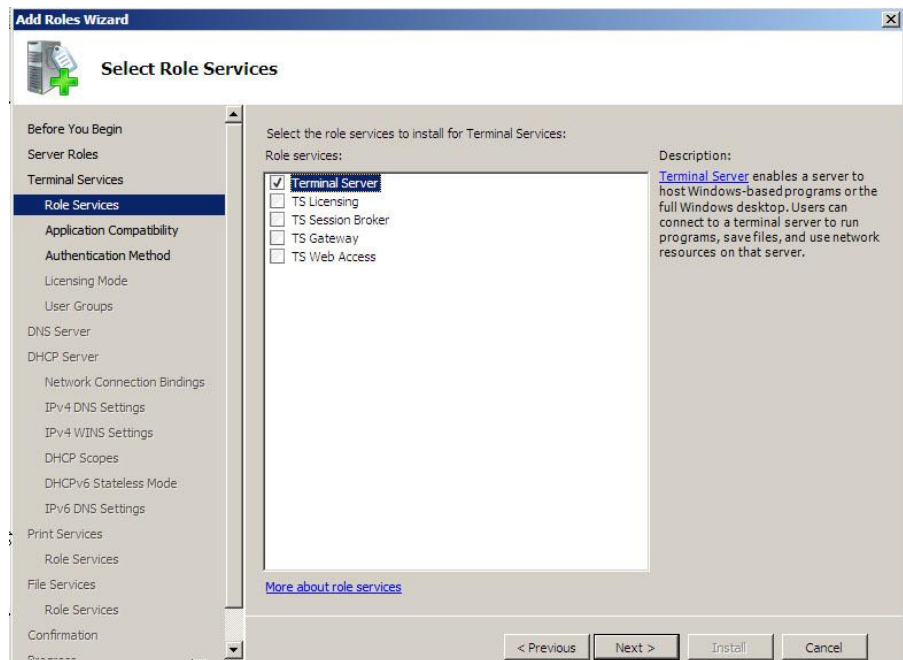 Add Roles Wizard
Select Role Services
Before You Begin
Server Roles
Terminal Services
Role Services
Application Compatibility
Authentication Method
Licensing Mode
User Groups
DNS Server
DHCP Server
Network Connection Bindings
IPv4 DNS Settings
IPv4 WINS Settings
DHCP Scopes
DHCPv6 Stateless Mode
IPv6 DNS Settings
Print Services
Role Services
File Services
Role Services
Confirmation
Select the role services to install for Terminal Services:
Role services:
Terminal Server
TS Licensing
TS Session Broker
TS Gateway
TS Web Access
More about role services
Description:
Terminal Server enables a server to
host Windows-based programs or the
full Windows desktop. Users can
connect to a terminal server to run
programs, save files, and use network
resources on that server.
< Previous
Next >
Install
Cancel